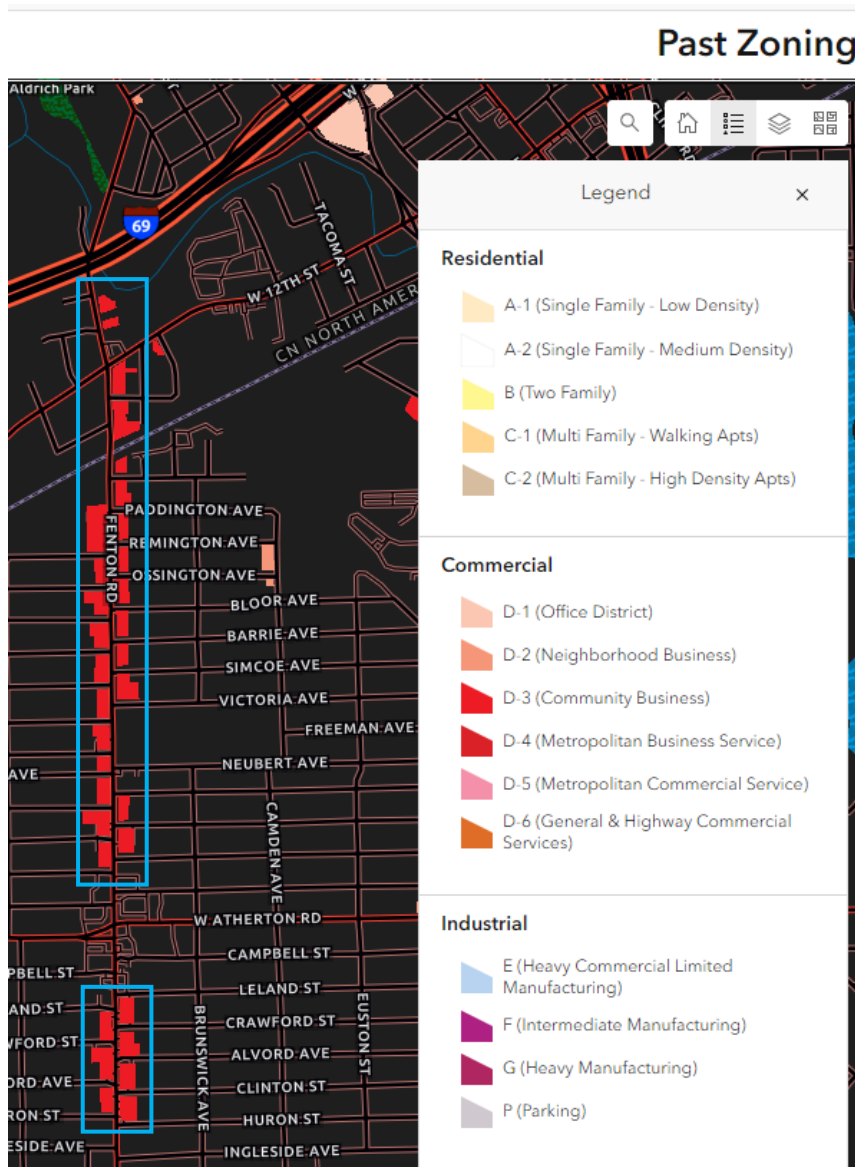 Past Zoning
Aldrich Park
69
TACOMA ST
W 12TH ST
CN NORTH AMER
PADDINGTON AVE
FENTON RD
REMINGTON AVE
OSSINGTON AVE
BLOOR AVE
BARRIE AVE
SIMCOE AVE
VICTORIA AVE
FREEMAN AVE
NEUBERT AVE
AVE
CAMDEN AVE
W ATHERTON RD
CAMPBELL ST
PBELL ST
LELAND ST
AND ST
EUSTON ST
BRUNSWICK AVE
CRAWFORD ST
WFORD ST
ALVORD AVE
ORD AVE
CLINTON ST
RON ST
HURON ST
ESIDE AVE
INGLESIDE AVE
Legend
Residential
A-1 (Single Family - Low Density)
A-2 (Single Family - Medium Density)
B (Two Family)
C-1 (Multi Family - Walking Apts)
C-2 (Multi Family - High Density Apts)
Commercial
D-1 (Office District)
D-2 (Neighborhood Business)
D-3 (Community Business)
D-4 (Metropolitan Business Service)
D-5 (Metropolitan Commercial Service)
D-6 (General & Highway Commercial
Services)
Industrial
E (Heavy Commercial Limited
Manufacturing)
F (Intermediate Manufacturing)
G (Heavy Manufacturing)
P (Parking)